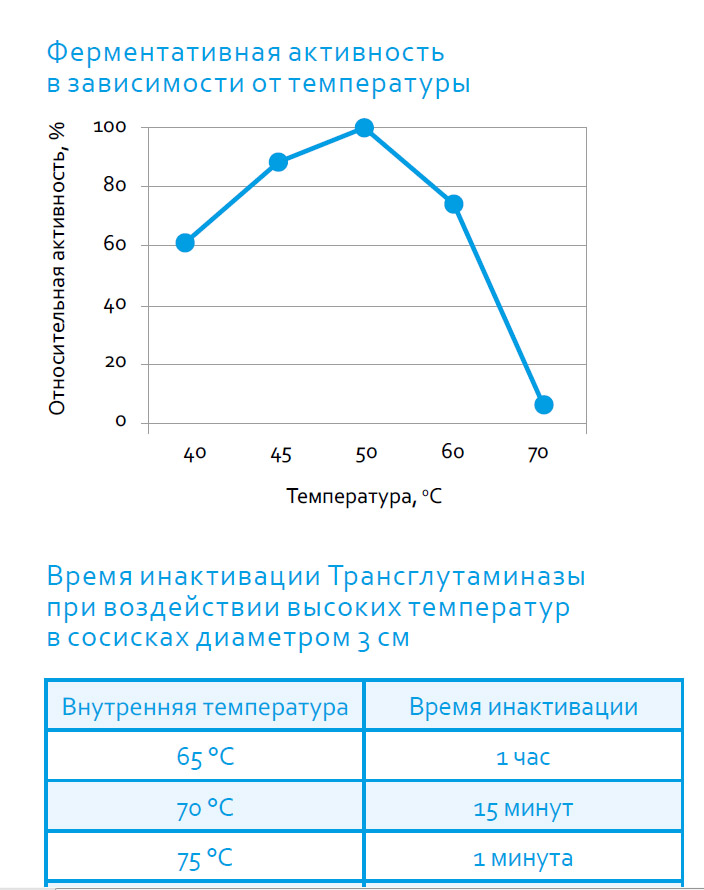 Ферментативная активность
в зависимости от температуры
Относительная активность, %
100
80
60
40
20
0
40 45 50 60 70
Температура, °C
Время инактивации Трансглутаминазы
при воздействии высоких температур
в сосисках диаметром 3 см
Внутренняя температура Время инактивации
65 °C 1 час
70 °C 15 минут
75 °C 1 минута